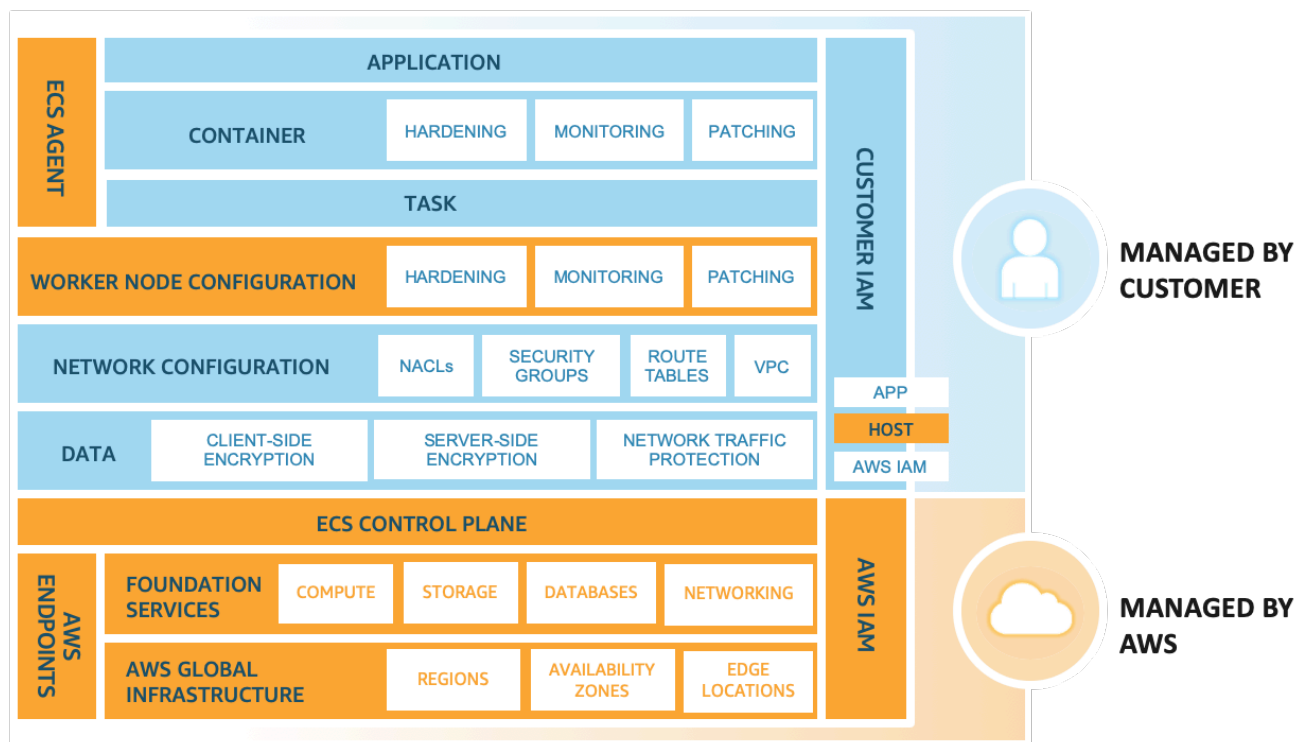 ECS AGENT
APPLICATION
CONTAINER
HARDENING
MONITORING
PATCHING
TASK
WORKER NODE CONFIGURATION
HARDENING
MONITORING
PATCHING
NETWORK CONFIGURATION
NACLs
SECURITY
GROUPS
ROUTE
TABLES
VPC
DATA
CLIENT-SIDE
ENCRYPTION
SERVER-SIDE
ENCRYPTION
NETWORK TRAFFIC
PROTECTION
CUSTOMER IAM
APP
HOST
AWS IAM
MANAGED BY
CUSTOMER
ECS CONTROL PLANE
AWS
ENDPOINTS
FOUNDATION
SERVICES
COMPUTE
STORAGE
DATABASES
NETWORKING
AWS GLOBAL
INFRASTRUCTURE
REGIONS
AVAILABILITY
ZONES
EDGE
LOCATIONS
AWS IAM
MANAGED BY
AWS